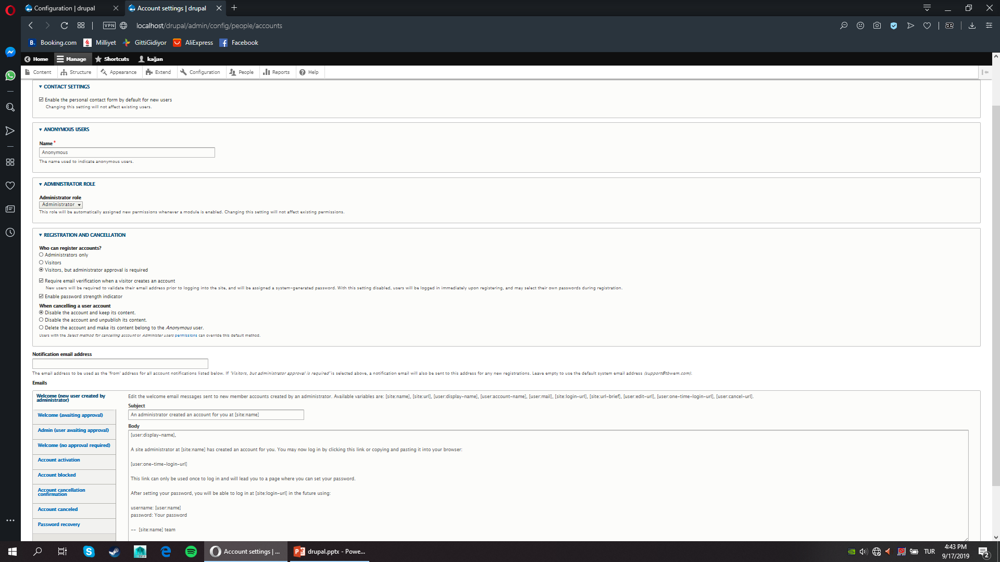 Configuration | drupal
Account settings | drupal
VPN
localhost/drupal/admin/config/people/accounts
B. Booking.com
Milliyet
GittiGidiyor
AliExpress
Facebook
Home
Manage
Shortcuts
kağan
Content
Structure
Appearance
Extend
Configuration
People
Reports
Help
CONTACT SETTINGS
Enable the personal contact form by default for new users
Changing this setting will not affect existing users.
ANONYMOUS USERS
Name *
Anonymous
The name used to indicate anonymous users.
ADMINISTRATOR ROLE
Administrator role
Administrator
This role will be automatically assigned new permissions whenever a module is enabled. Changing this setting will not affect existing permissions.
REGISTRATION AND CANCELLATION
Who can register accounts?
Administrators only
Visitors
Visitors, but administrator approval is required
Require email verification when a visitor creates an account
New users will be required to validate their email address prior to logging into the site, and will be assigned a system-generated password. With this setting disabled, users will be logged in immediately upon registering, and may select their own passwords during registration.
Enable password strength indicator
When cancelling a user account
Disable the account and keep its content.
Disable the account and unpublish its content.
Delete the account and make its content belong to the Anonymous user.
Users with the Select method for cancelling account or Administer users permissions can override this default method.
Notification email address
The email address to be used as the 'from' address for all account notifications listed below. If 'Visitors, but administrator approval is required' is selected above, a notification email will also be sent to this address for any new registrations. Leave empty to use the default system email address (support@tbwem.com).
Emails
Welcome (new user created by
administrator)
Welcome (awaiting approval)
Admin (user awaiting approval)
Welcome (no approval required)
Account activation
Account blocked
Account cancellation
confirmation
Account canceled
Password recovery
Edit the welcome email messages sent to new member accounts created by an administrator. Available variables are: [site:name], [site:url], [user:display-name], [user:account-name], [user:mail], [site:login-url], [site:url-brief], [user:edit-url], [user:one-time-login-url], [user:cancel-url].
Subject
An administrator created an account for you at [site:name]
Body
[user:display-name],
A site administrator at [site:name] has created an account for you. You may now log in by clicking this link or copying and pasting it into your browser:
[user:one-time-login-url]
This link can only be used once to log in and will lead you to a page where you can set your password.
After setting your password, you will be able to log in at [site:login-url] in the future using:
username: [user:name]
password: Your password
-- [site:name] team
Account settings | ...
drupal.pptx - Powe...
TUR
4:43 PM
9/17/2019
2